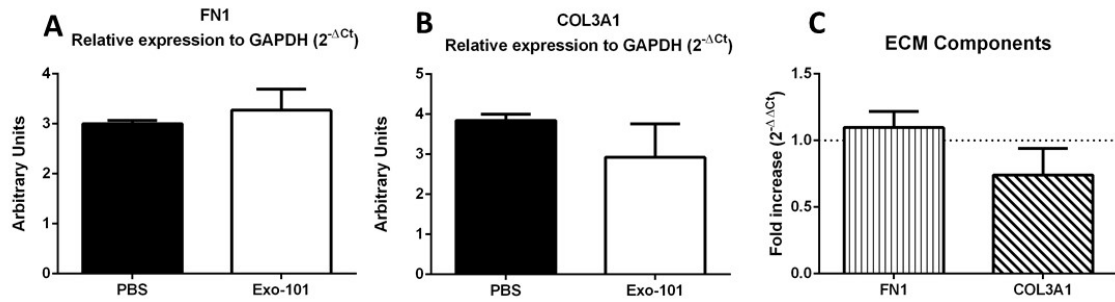 A
FN1
Relative expression to GAPDH (2^-ΔCt)
Arbitrary Units
4
3
2
1
0
PBS
Exo-101
B
COL3A1
Relative expression to GAPDH (2^-ΔCt)
Arbitrary Units
5
4
3
2
1
0
PBS
Exo-101
C
ECM Components
Fold increase (2^-ΔΔCt)
1.5
1.0
0.5
0.0
FN1
COL3A1